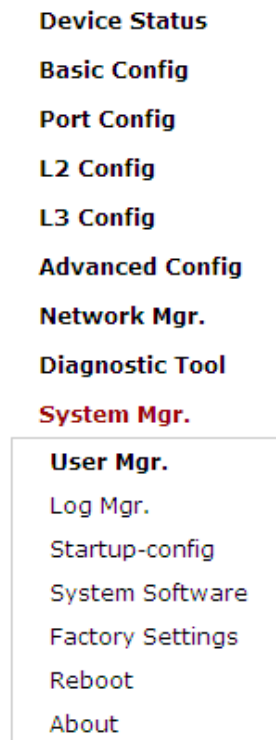 Device Status
Basic Config
Port Config
L2 Config
L3 Config
Advanced Config
Network Mgr.
Diagnostic Tool
System Mgr.
User Mgr.
Log Mgr.
Startup-config
System Software
Factory Settings
Reboot
About